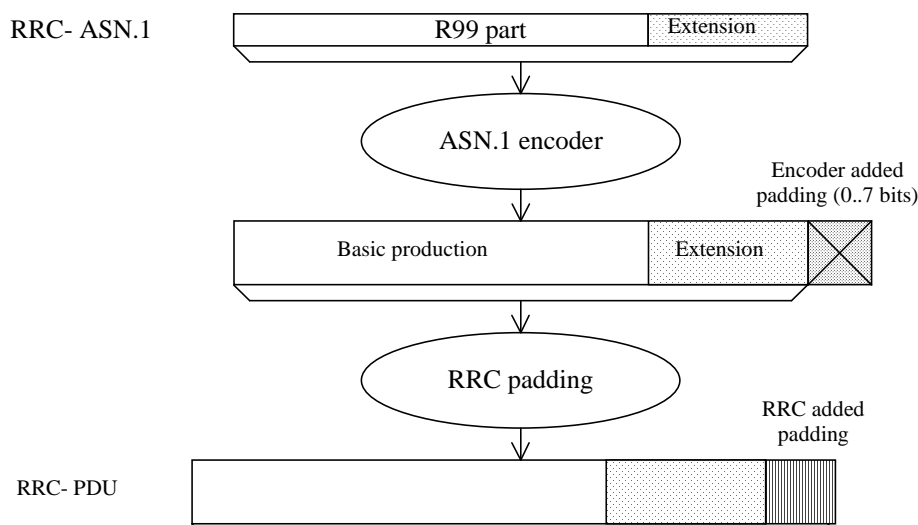 RRC- ASN.1
R99 part
Extension
ASN.1 encoder
Encoder added
padding (0..7 bits)
Basic production
Extension
RRC padding
RRC added
padding
RRC- PDU